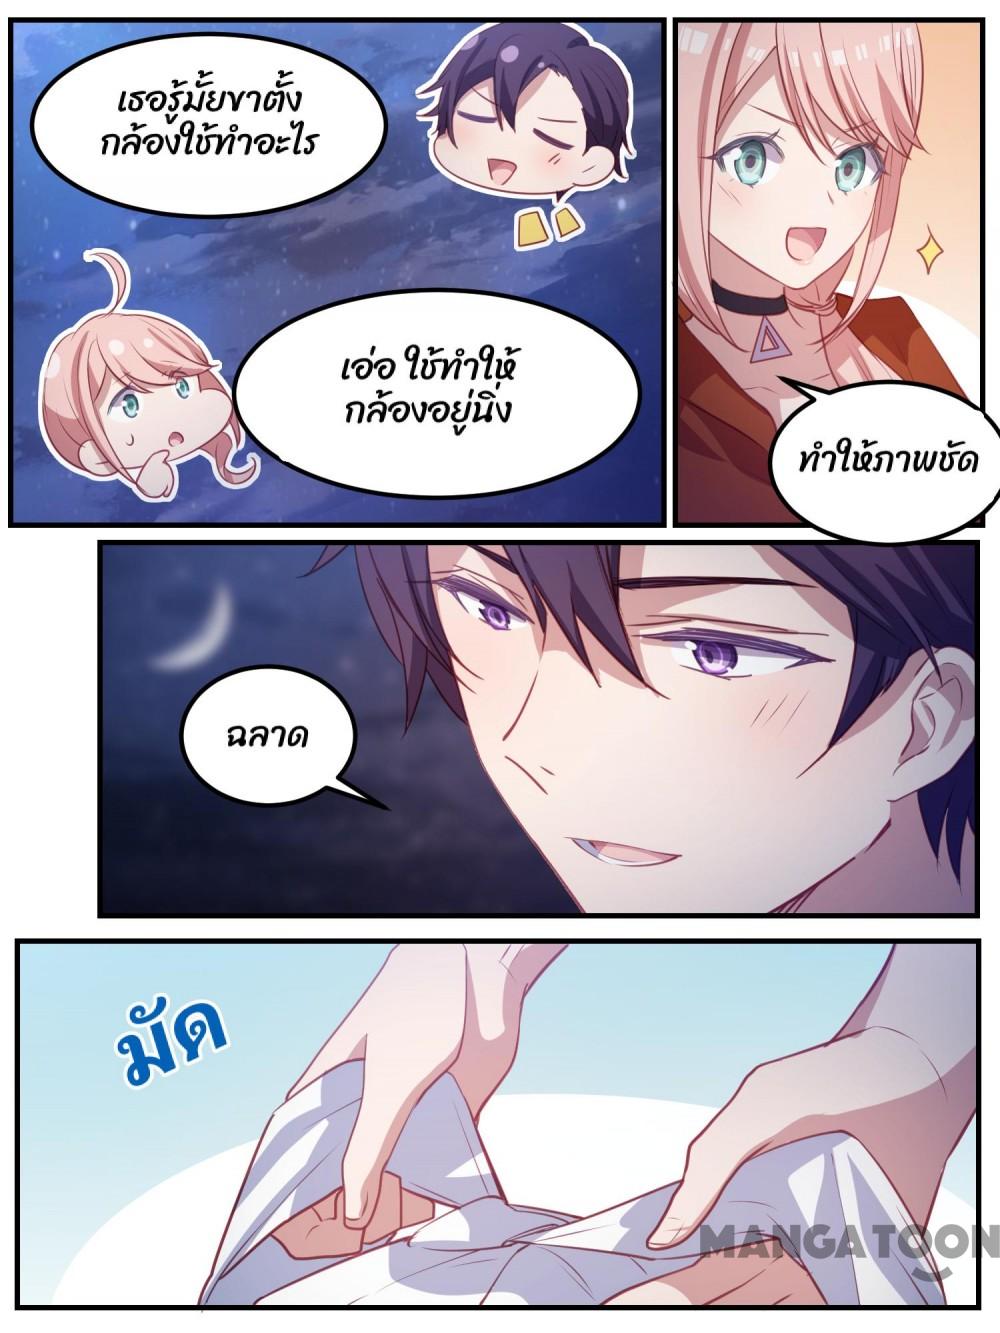 เธอรู้มั้ยขาตั้ง
กล้องใช้ทำอะไร
เอ่อ ใช้ทำให้
กล้องอยู่นิ่ง
ทำให้ภาพชัด
ฉลาด
มัด
MANGATOON